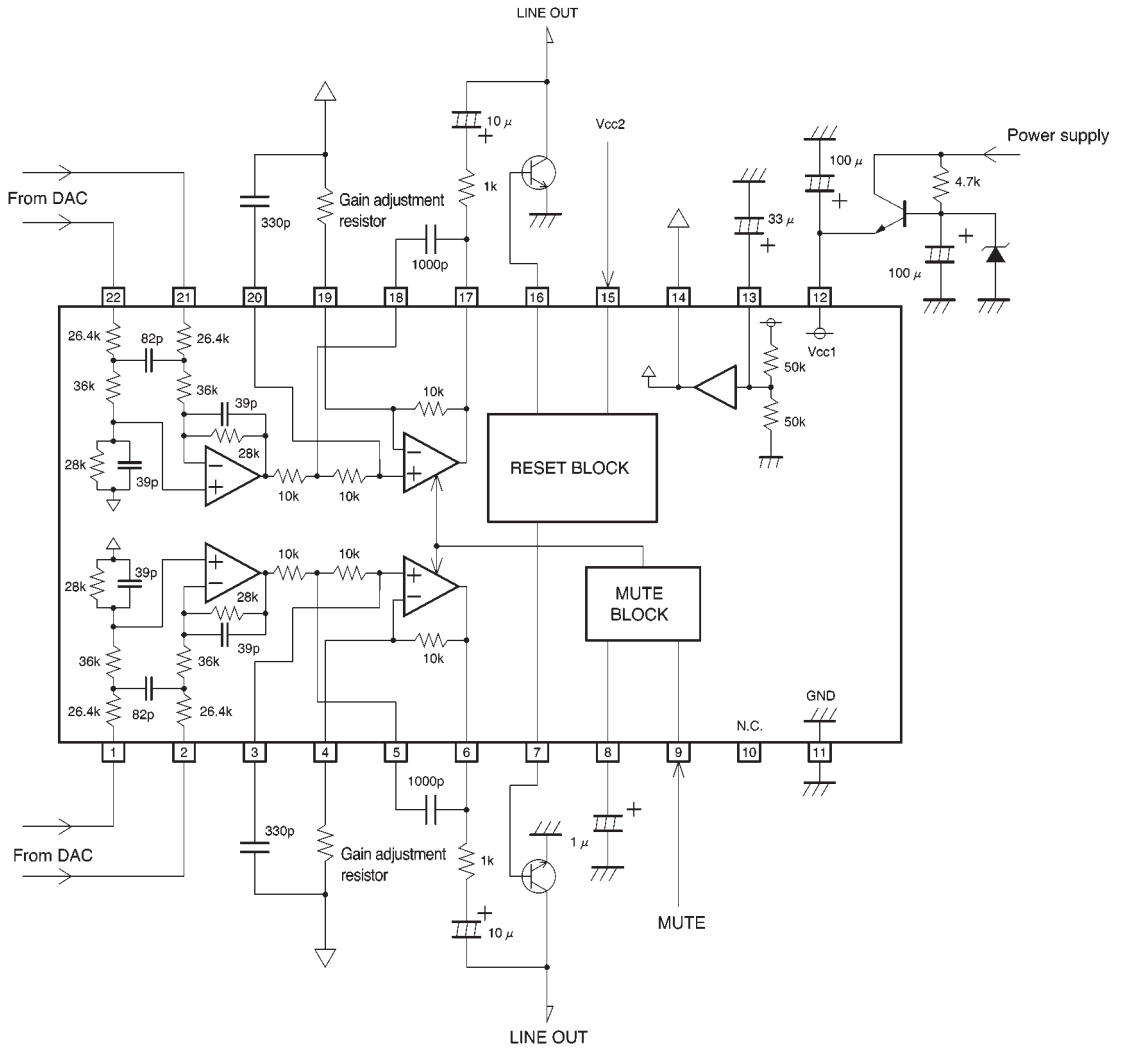 LINE OUT
10 μ
+
Vcc2
100 μ
+
Power supply
From DAC
330p
Gain adjustment
resistor
1k
1000p
33 μ
+
4.7k
100 μ
+
22
21
20
19
18
17
16
15
14
13
12
26.4k
82p
26.4k
Vcc1
36k
36k
39p
10k
50k
50k
28k
39p
28k
−
+
10k
10k
−
+
RESET BLOCK
28k
39p
+
−
10k
10k
+
−
28k
39p
10k
MUTE
BLOCK
36k
36k
26.4k
82p
26.4k
N.C.
GND
1
2
3
4
5
6
7
8
9
10
11
1000p
330p
From DAC
Gain adjustment
resistor
1k
1 μ
+
+
10 μ
MUTE
LINE OUT